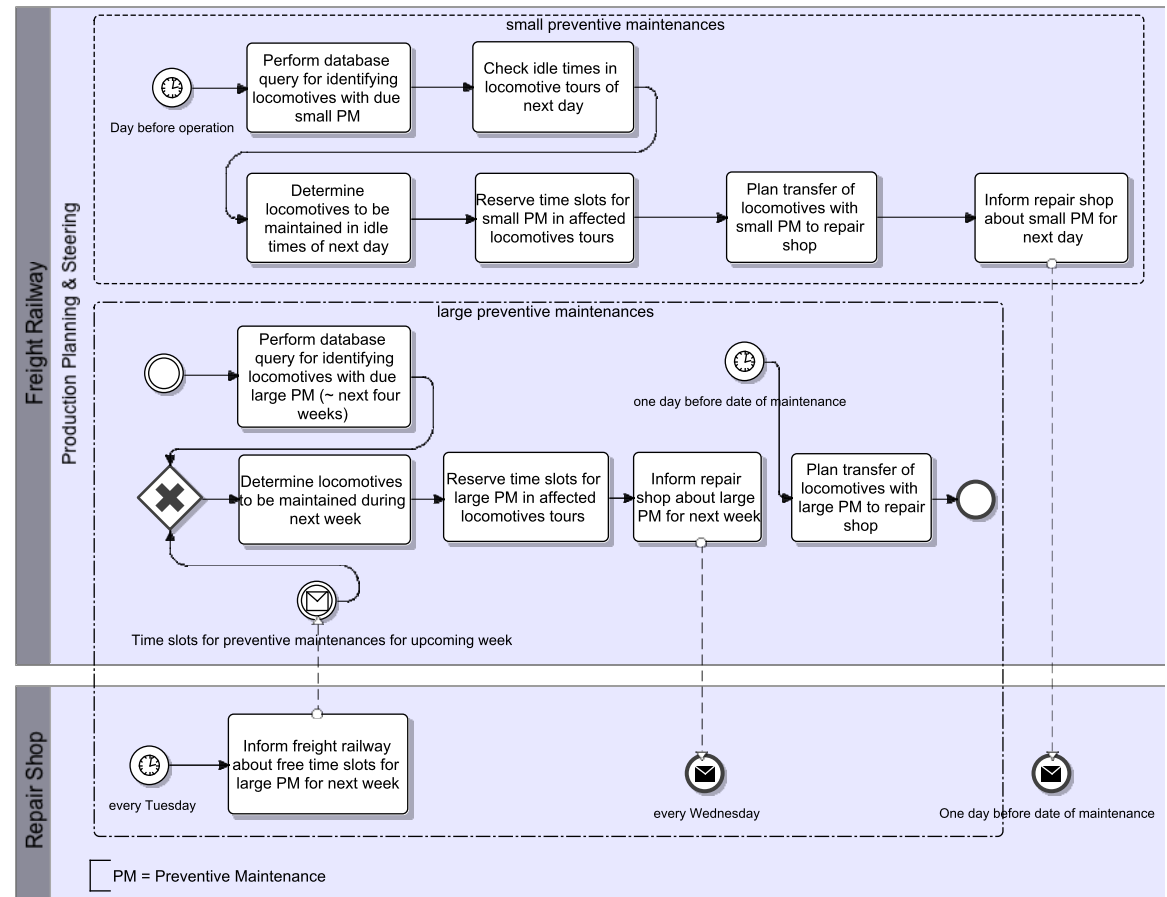 Freight Railway
Production Planning & Steering
small preventive maintenances
Day before operation
Perform database
query for identifying
locomotives with due
small PM
Check idle times in
locomotive tours of
next day
Determine
locomotives to be
maintained in idle
times of next day
Reserve time slots for
small PM in affected
locomotives tours
Plan transfer of
locomotives with
small PM to repair
shop
Inform repair shop
about small PM for
next day
large preventive maintenances
Perform database
query for identifying
locomotives with due
large PM (~ next four
weeks)
one day before date of maintenance
Determine locomotives
to be maintained during
next week
Reserve time slots for
large PM in affected
locomotives tours
Inform repair
shop about large
PM for next week
Plan transfer of
locomotives with
large PM to repair
shop
Time slots for preventive maintenances for upcoming week
Repair Shop
every Tuesday
Inform freight railway
about free time slots for
large PM for next week
every Wednesday
One day before date of maintenance
PM = Preventive Maintenance